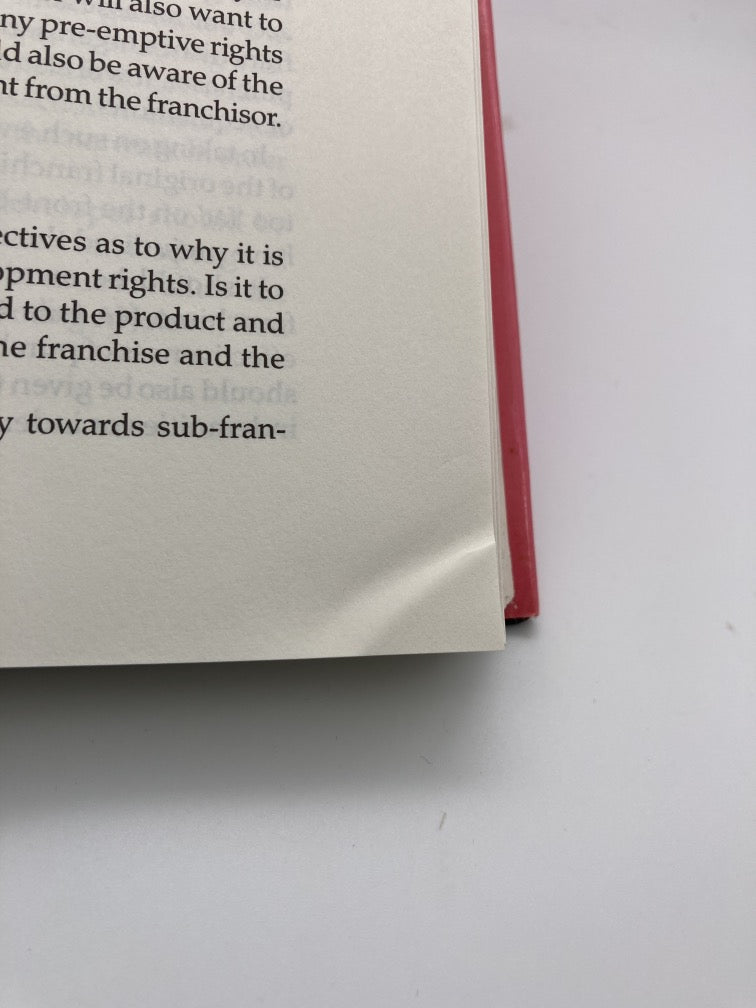 will also want to
ny pre-emptive rights
ld also be aware of the
nt from the franchisor.
ectives as to why it is
opment rights. Is it to
d to the product and
he franchise and the
y towards sub-fran-